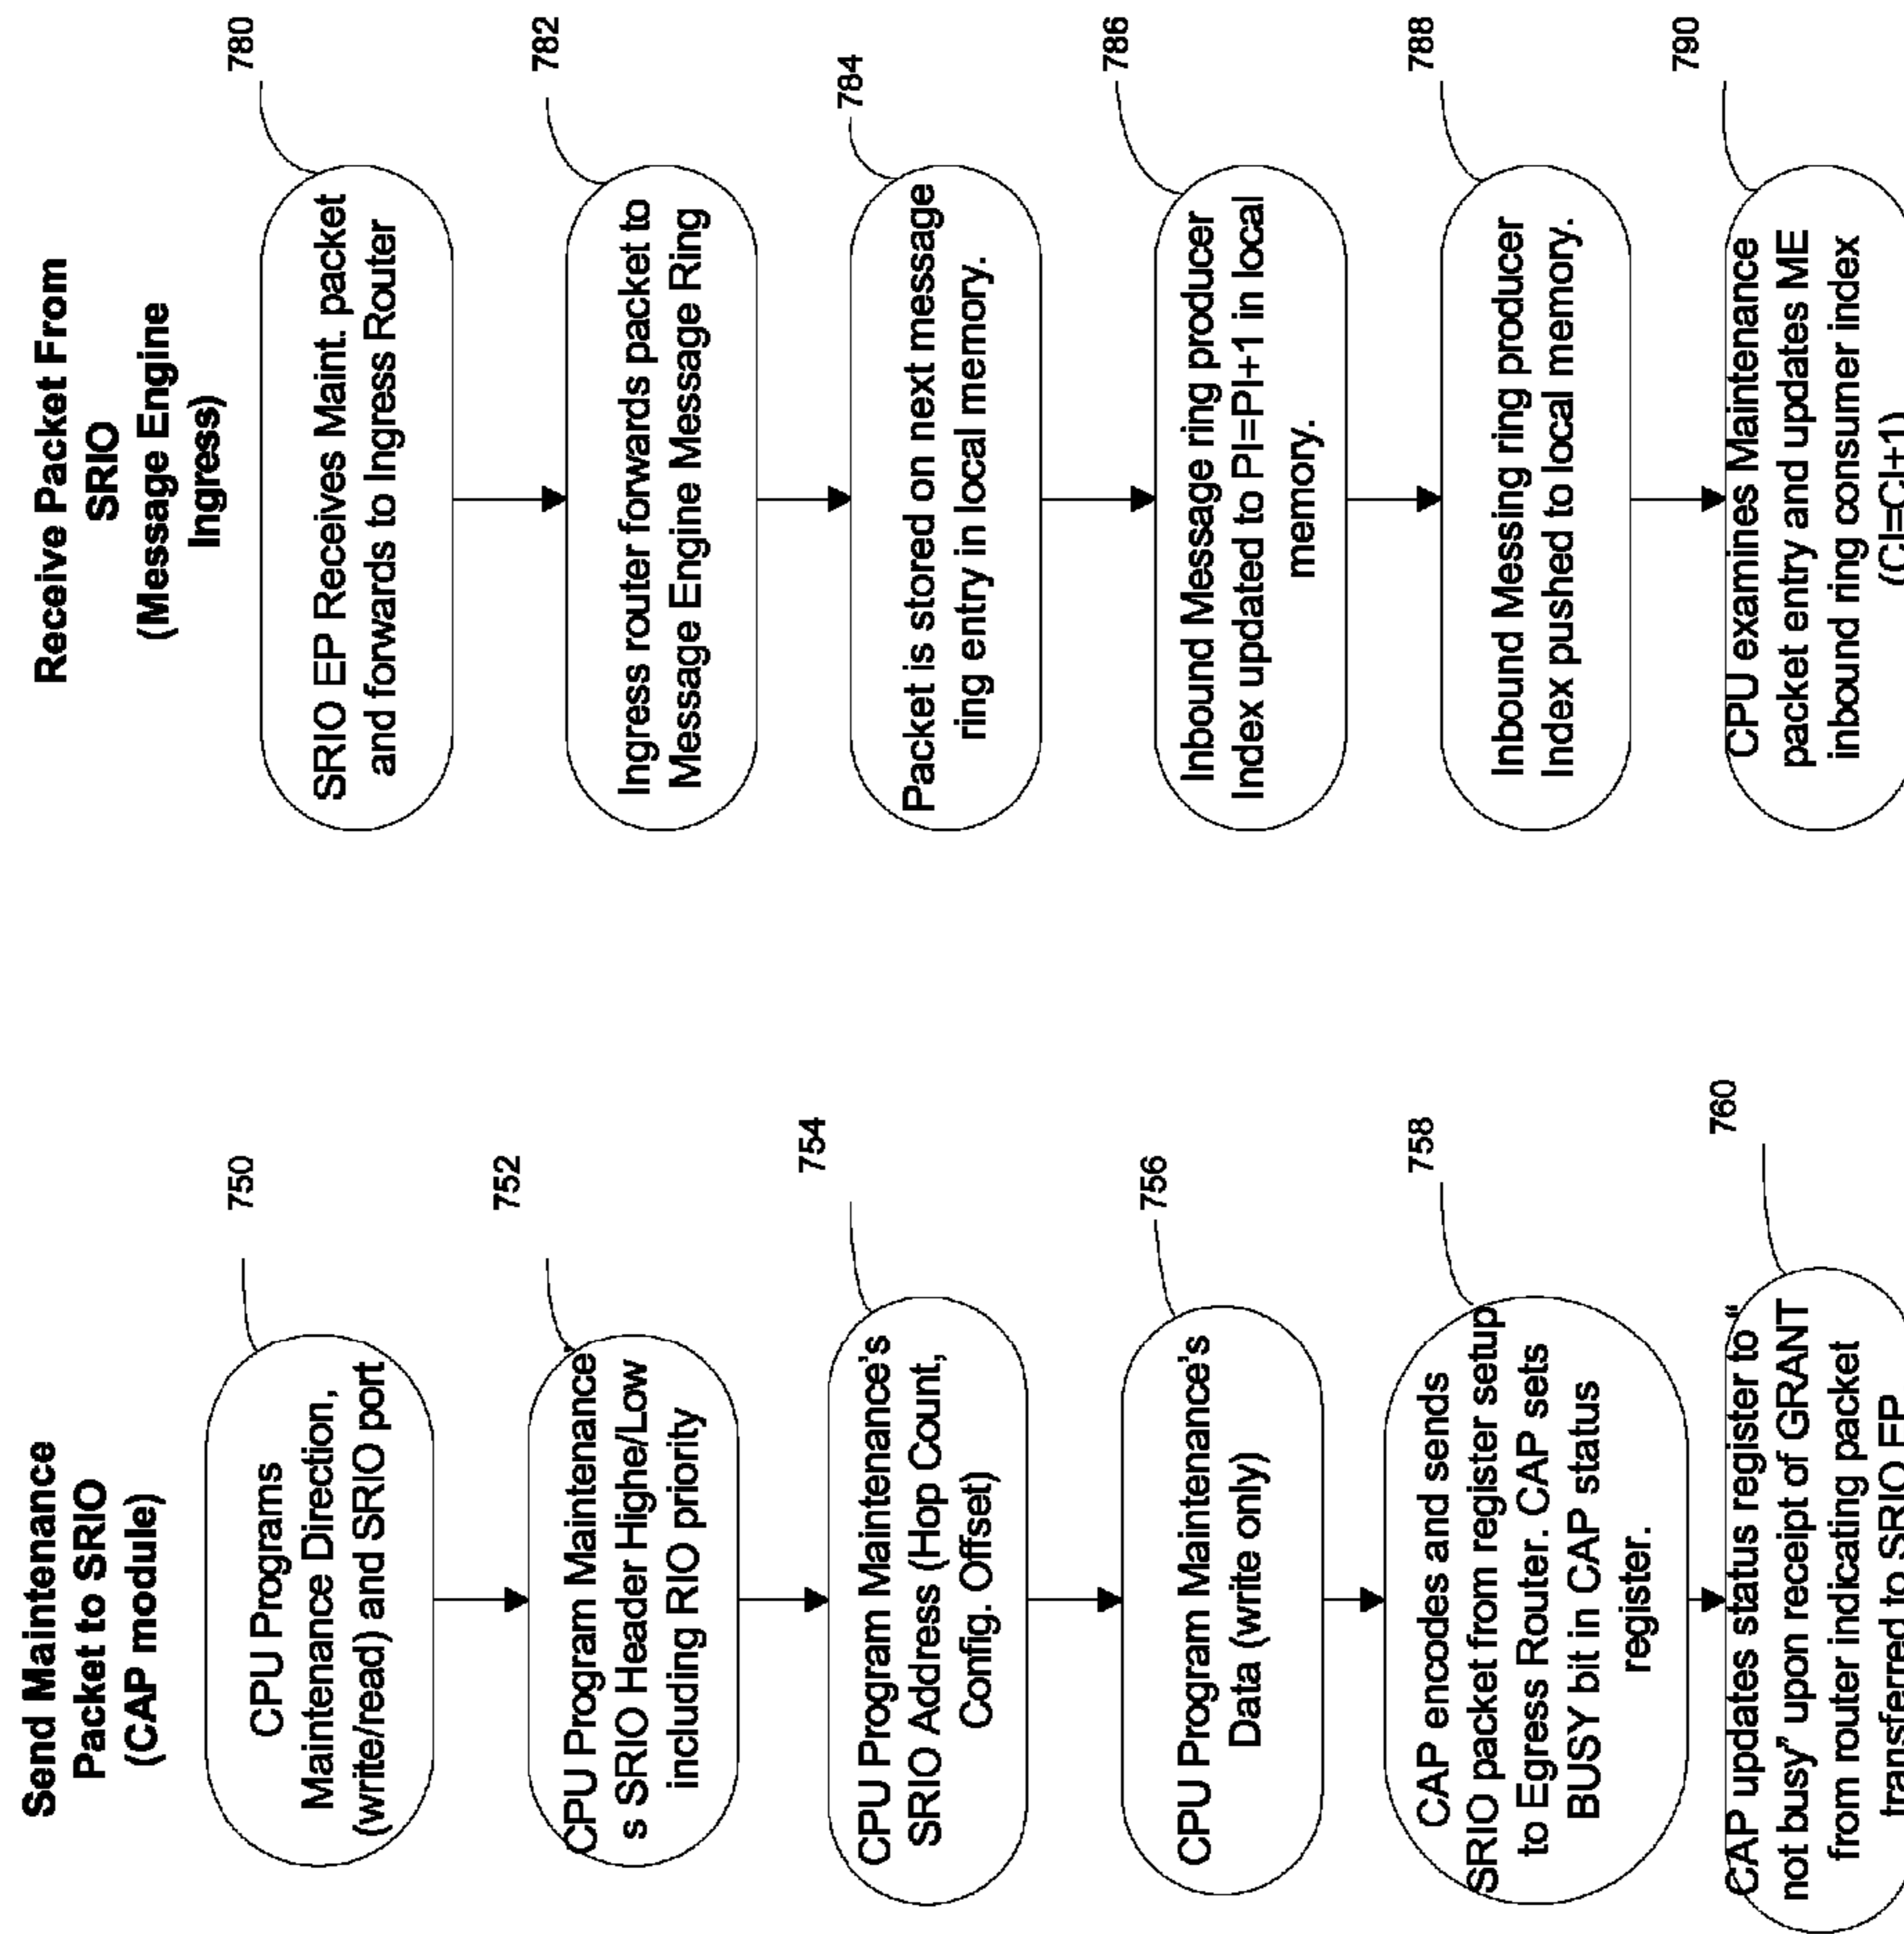 Send Maintenance
Packet to SRIO
(CAP module)
750
CPU Programs
Maintenance Direction,
(write/read) and SRIO port
752
CPU Program Maintenance
s SRIO Header Highe/Low
including RIO priority
754
CPU Program Maintenance's
SRIO Address (Hop Count,
Config. Offset)
756
CPU Program Maintenance's
Data (write only)
758
CAP encodes and sends
SRIO packet from register setup
to Egress Router. CAP sets
BUSY bit in CAP status
register.
760
CAP updates status register to “
not busy” upon receipt of GRANT
from router indicating packet
transferred to SRIO EP
Receive Packet From
SRIO
(Message Engine
Ingress)
780
SRIO EP Receives Maint. packet
and forwards to Ingress Router
782
Ingress router forwards packet to
Message Engine Message Ring
784
Packet is stored on next message
ring entry in local memory.
786
Inbound Message ring producer
Index updated to PI=PI+1 in local
memory.
788
Inbound Messing ring producer
Index pushed to local memory.
790
CPU examines Maintenance
packet entry and updates ME
inbound ring consumer index
(CI=CI+1)